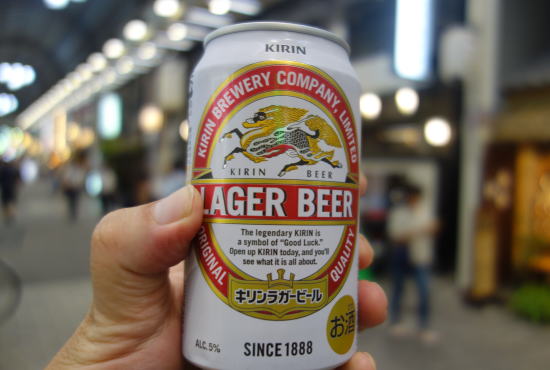 KIRIN
KIRIN BREWERY COMPANY, LIMITED
KIRIN BEER
LAGER BEER
The legendary KIRIN is
a symbol of "Good Luck."
Open up KIRIN today, and you'll
see what it is all about.
ORIGINAL QUALITY
キリンラガービール
お酒
ALC. 5%
SINCE 1888